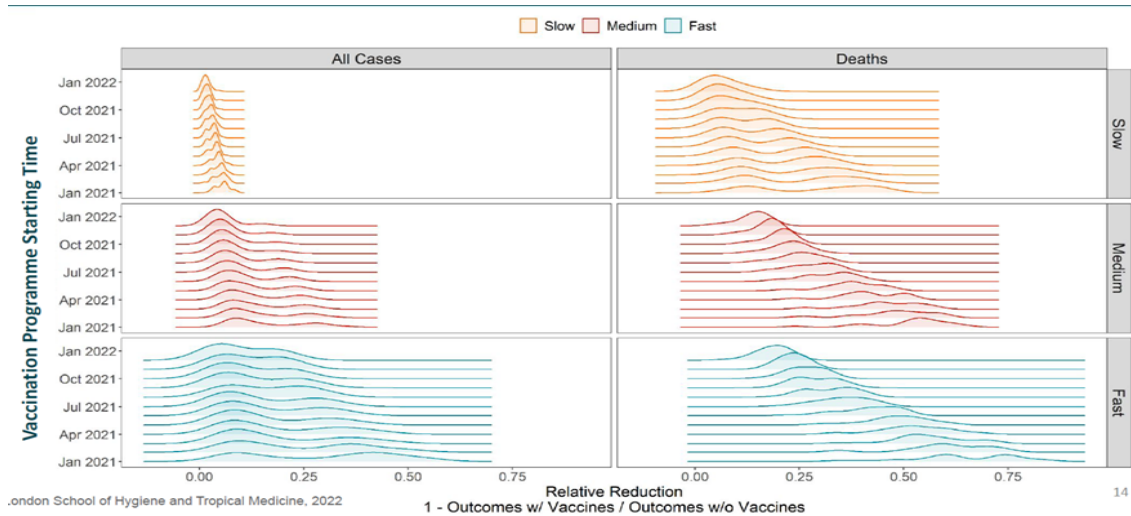 Slow Medium Fast
All Cases
Deaths
Vaccination Programme Starting Time
Jan 2022
Oct 2021
Jul 2021
Apr 2021
Jan 2021
Slow
Jan 2022
Oct 2021
Jul 2021
Apr 2021
Jan 2021
Medium
Jan 2022
Oct 2021
Jul 2021
Apr 2021
Jan 2021
Fast
0.00 0.25 0.50 0.75
0.00 0.25 0.50 0.75
Relative Reduction
1 - Outcomes w/ Vaccines / Outcomes w/o Vaccines
London School of Hygiene and Tropical Medicine, 2022
14